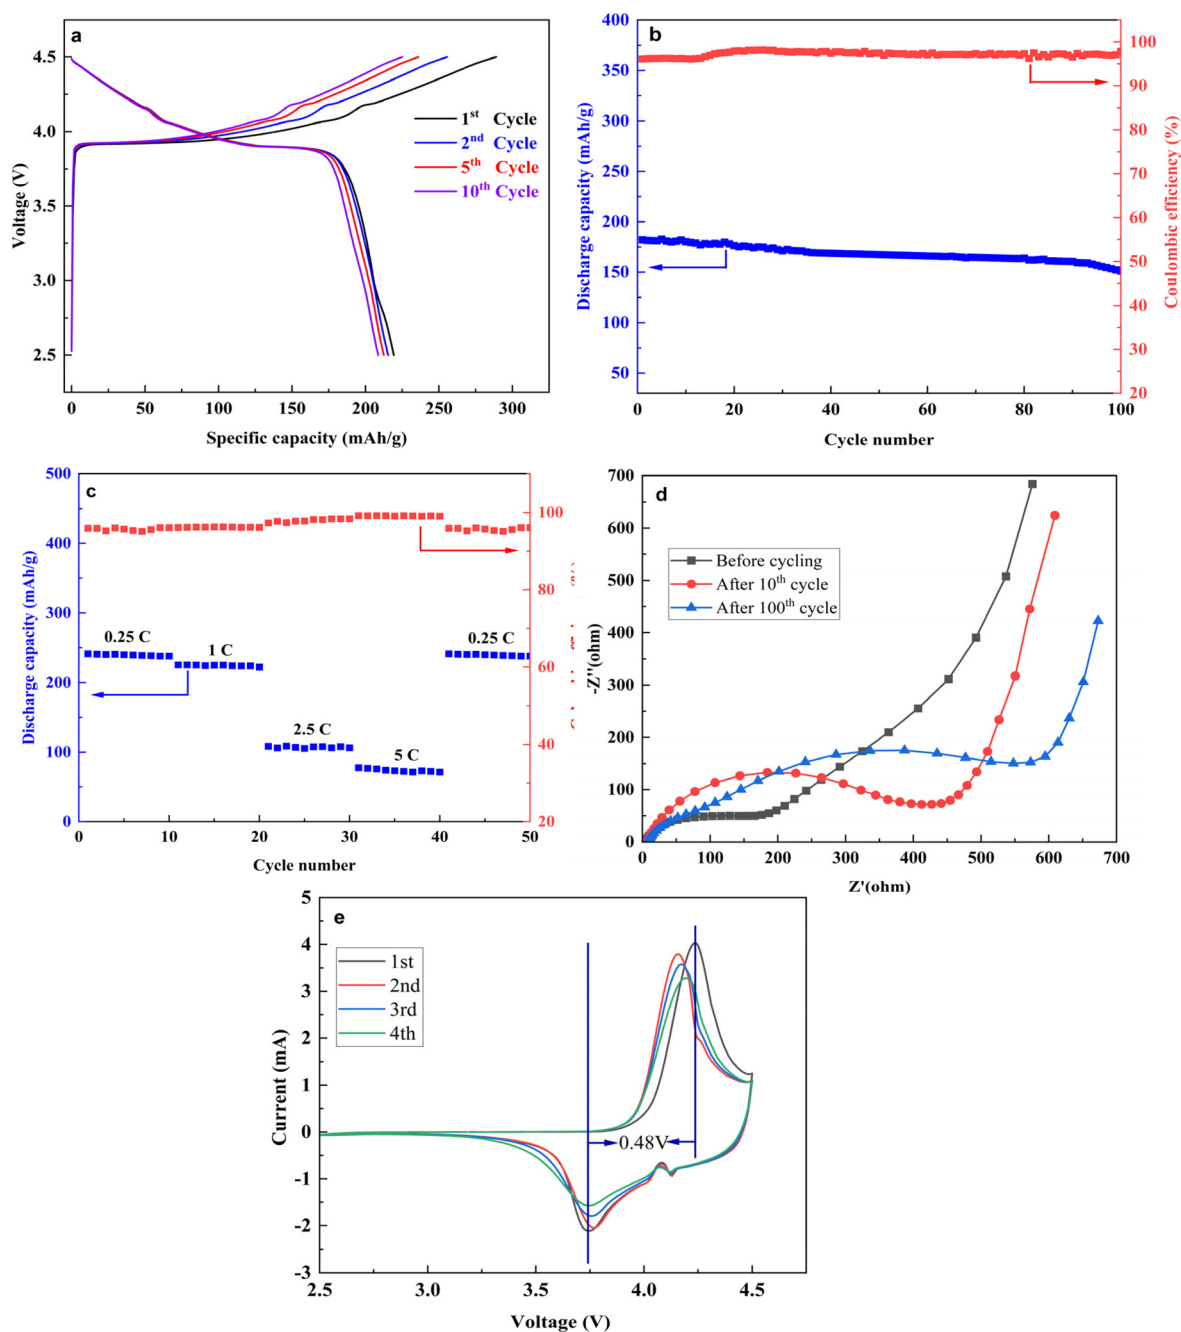 a
4.5
4.0
3.5
3.0
2.5
Voltage (V)
1st Cycle
2nd Cycle
5th Cycle
10th Cycle
0 50 100 150 200 250 300
Specific capacity (mAh/g)
b
400
350
300
250
200
150
100
50
Discharge capacity (mAh/g)
100
90
80
70
60
50
40
30
20
Coulombic efficiency (%)
0 20 40 60 80 100
Cycle number
c
500
400
300
200
100
0
Discharge capacity (mAh/g)
0.25 C
1 C
2.5 C
5 C
0.25 C
100
80
60
40
20
0 10 20 30 40 50
Cycle number
d
700
600
500
400
300
200
100
0
-Z''(ohm)
Before cycling
After 10th cycle
After 100th cycle
0 100 200 300 400 500 600 700
Z'(ohm)
e
5
4
3
2
1
0
-1
-2
-3
Current (mA)
1st
2nd
3rd
4th
0.48V
2.5 3.0 3.5 4.0 4.5
Voltage (V)